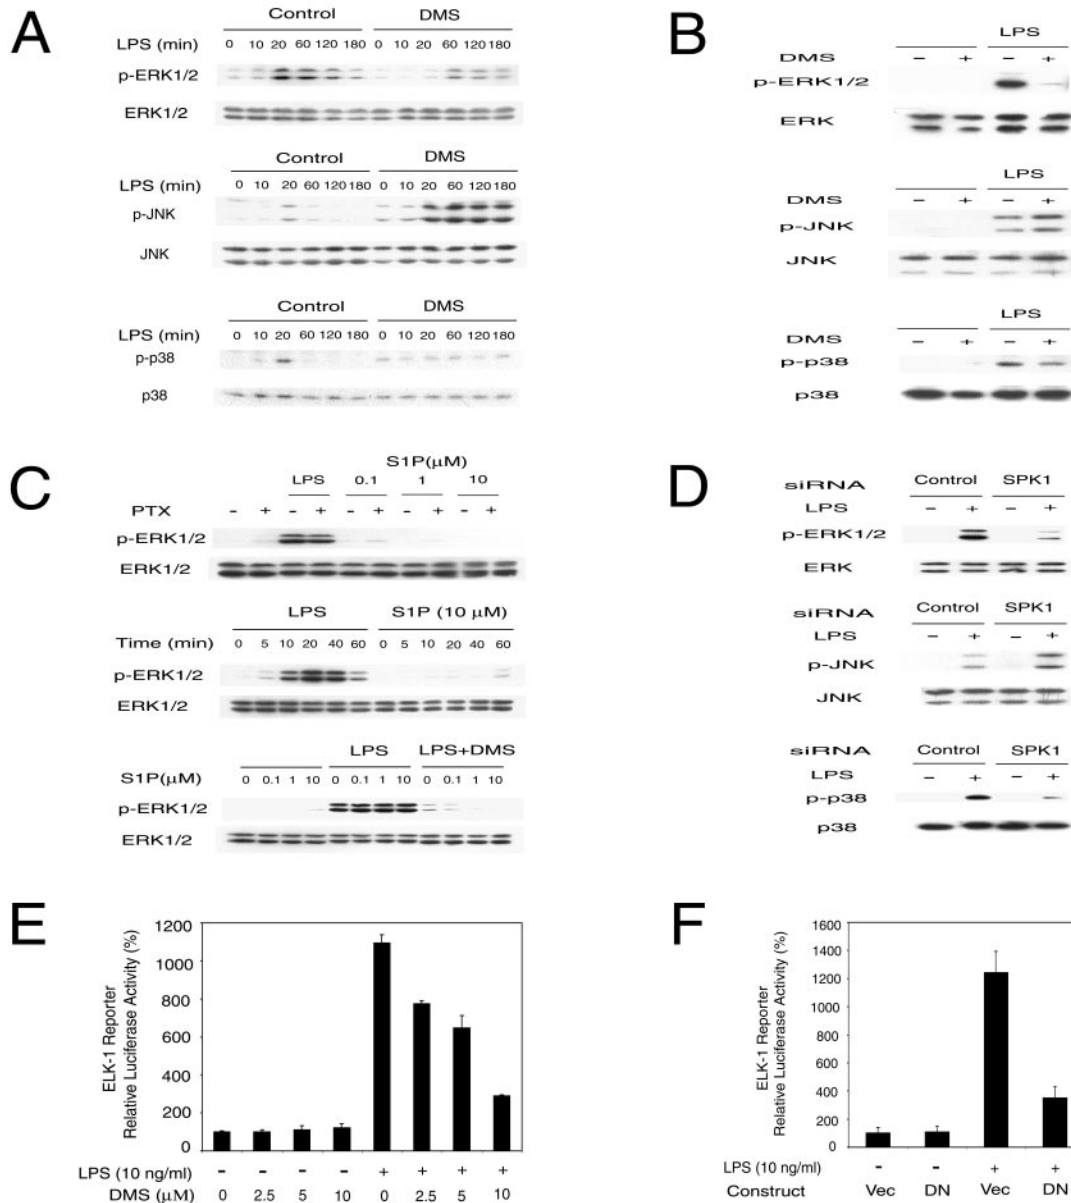 A
Control DMS
LPS (min) 0 10 20 60 120 180 0 10 20 60 120 180
p-ERK1/2
ERK1/2
Control DMS
LPS (min) 0 10 20 60 120 180 0 10 20 60 120 180
p-JNK
JNK
Control DMS
LPS (min) 0 10 20 60 120 180 0 10 20 60 120 180
p-p38
p38
B
LPS
DMS – + – +
p-ERK1/2
ERK
LPS
DMS – + – +
p-JNK
JNK
LPS
DMS – + – +
p-p38
p38
C
S1P(μM)
LPS 0.1 1 10
PTX - + - + - + - + - +
p-ERK1/2
ERK1/2
LPS S1P (10 μM)
Time (min) 0 5 10 20 40 60 0 5 10 20 40 60
p-ERK1/2
ERK1/2
LPS LPS+DMS
S1P(μM) 0 0.1 1 10 0 0.1 1 10 0 0.1 1 10
p-ERK1/2
ERK1/2
D
siRNA Control SPK1
LPS – + – +
p-ERK1/2
ERK
siRNA Control SPK1
LPS – + – +
p-JNK
JNK
siRNA Control SPK1
LPS – + – +
p-p38
p38
E
ELK-1 Reporter
Relative Luciferase Activity (%)
1200
1000
800
600
400
200
0
LPS (10 ng/ml) - - - - + + + +
DMS (μM) 0 2.5 5 10 0 2.5 5 10
F
ELK-1 Reporter
Relative Luciferase Activity (%)
1600
1400
1200
1000
800
600
400
200
0
LPS (10 ng/ml) - - + +
Construct Vec DN Vec DN